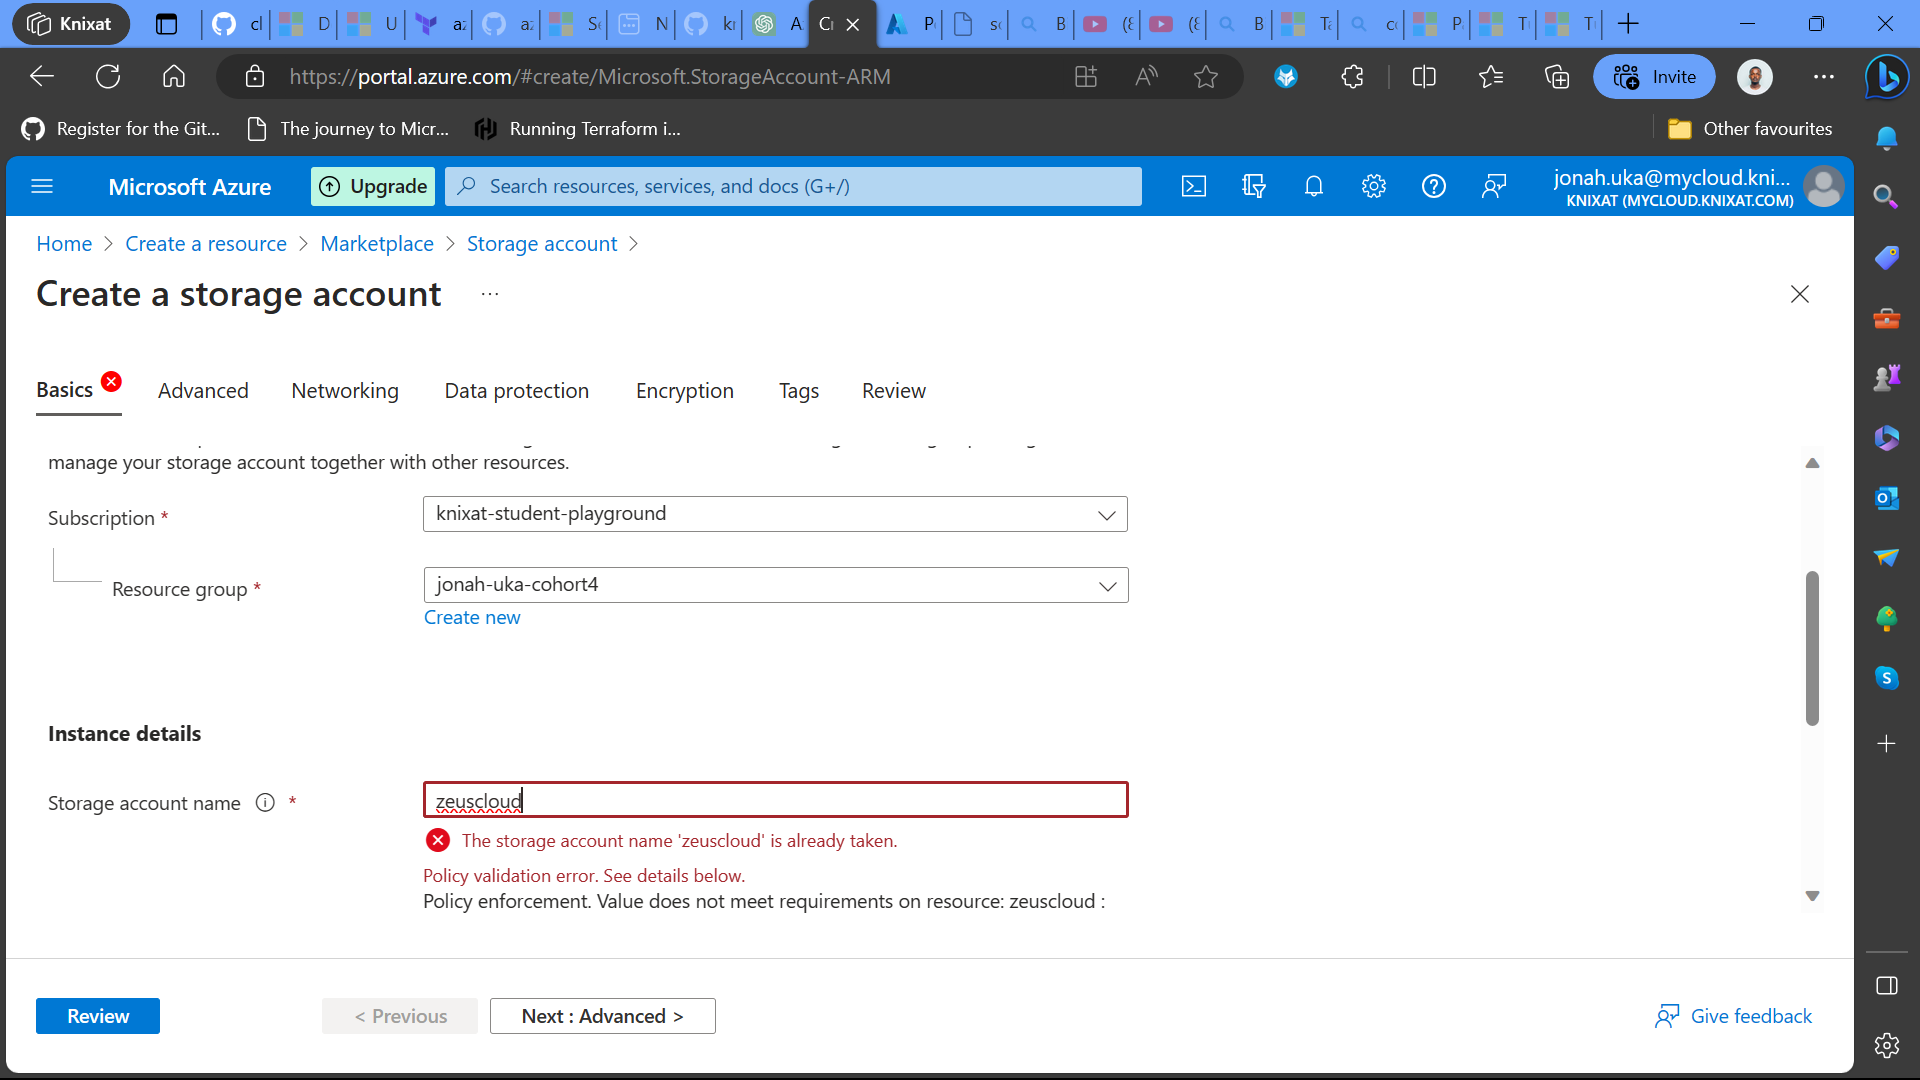 Knixat
https://portal.azure.com/#create/Microsoft.StorageAccount-ARM
Invite
Register for the Git...
The journey to Micr...
Running Terraform i...
Other favourites
Microsoft Azure
Upgrade
Search resources, services, and docs (G+/)
jonah.uka@mycloud.kni...
KNIXAT (MYCLOUD.KNIXAT.COM)
Home > Create a resource > Marketplace > Storage account >
Create a storage account ...
Basics
Advanced
Networking
Data protection
Encryption
Tags
Review
manage your storage account together with other resources.
Subscription *
knixat-student-playground
Resource group *
jonah-uka-cohort4
Create new
Instance details
Storage account name *
zeuscloud
The storage account name 'zeuscloud' is already taken.
Policy validation error. See details below.
Policy enforcement. Value does not meet requirements on resource: zeuscloud :
Review
< Previous
Next : Advanced >
Give feedback